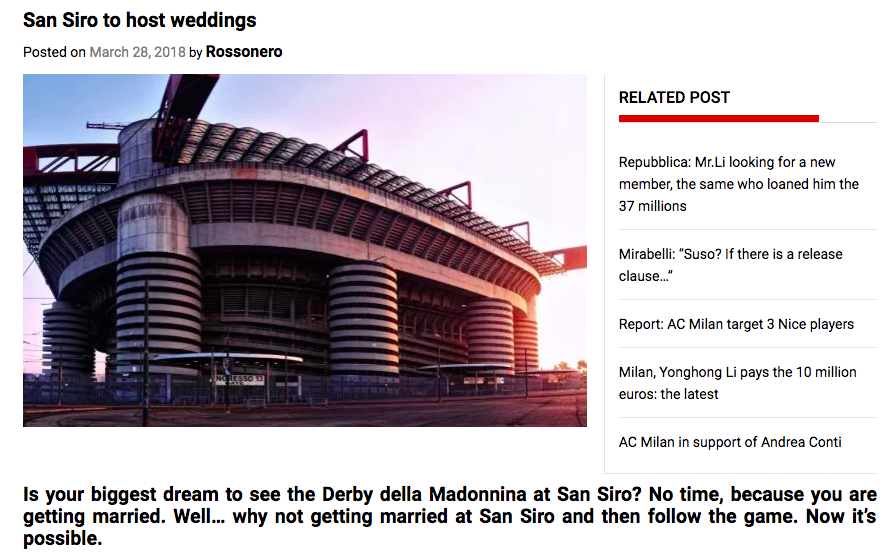 San Siro to host weddings
Posted on March 28, 2018 by Rossonero
INGRESSO 13
RELATED POST
Repubblica: Mr.Li looking for a new
member, the same who loaned him the
37 millions
Mirabelli: “Suso? If there is a release
clause…”
Report: AC Milan target 3 Nice players
Milan, Yonghong Li pays the 10 million
euros: the latest
AC Milan in support of Andrea Conti
Is your biggest dream to see the Derby della Madonnina at San Siro? No time, because you are
getting married. Well… why not getting married at San Siro and then follow the game. Now it’s
possible.